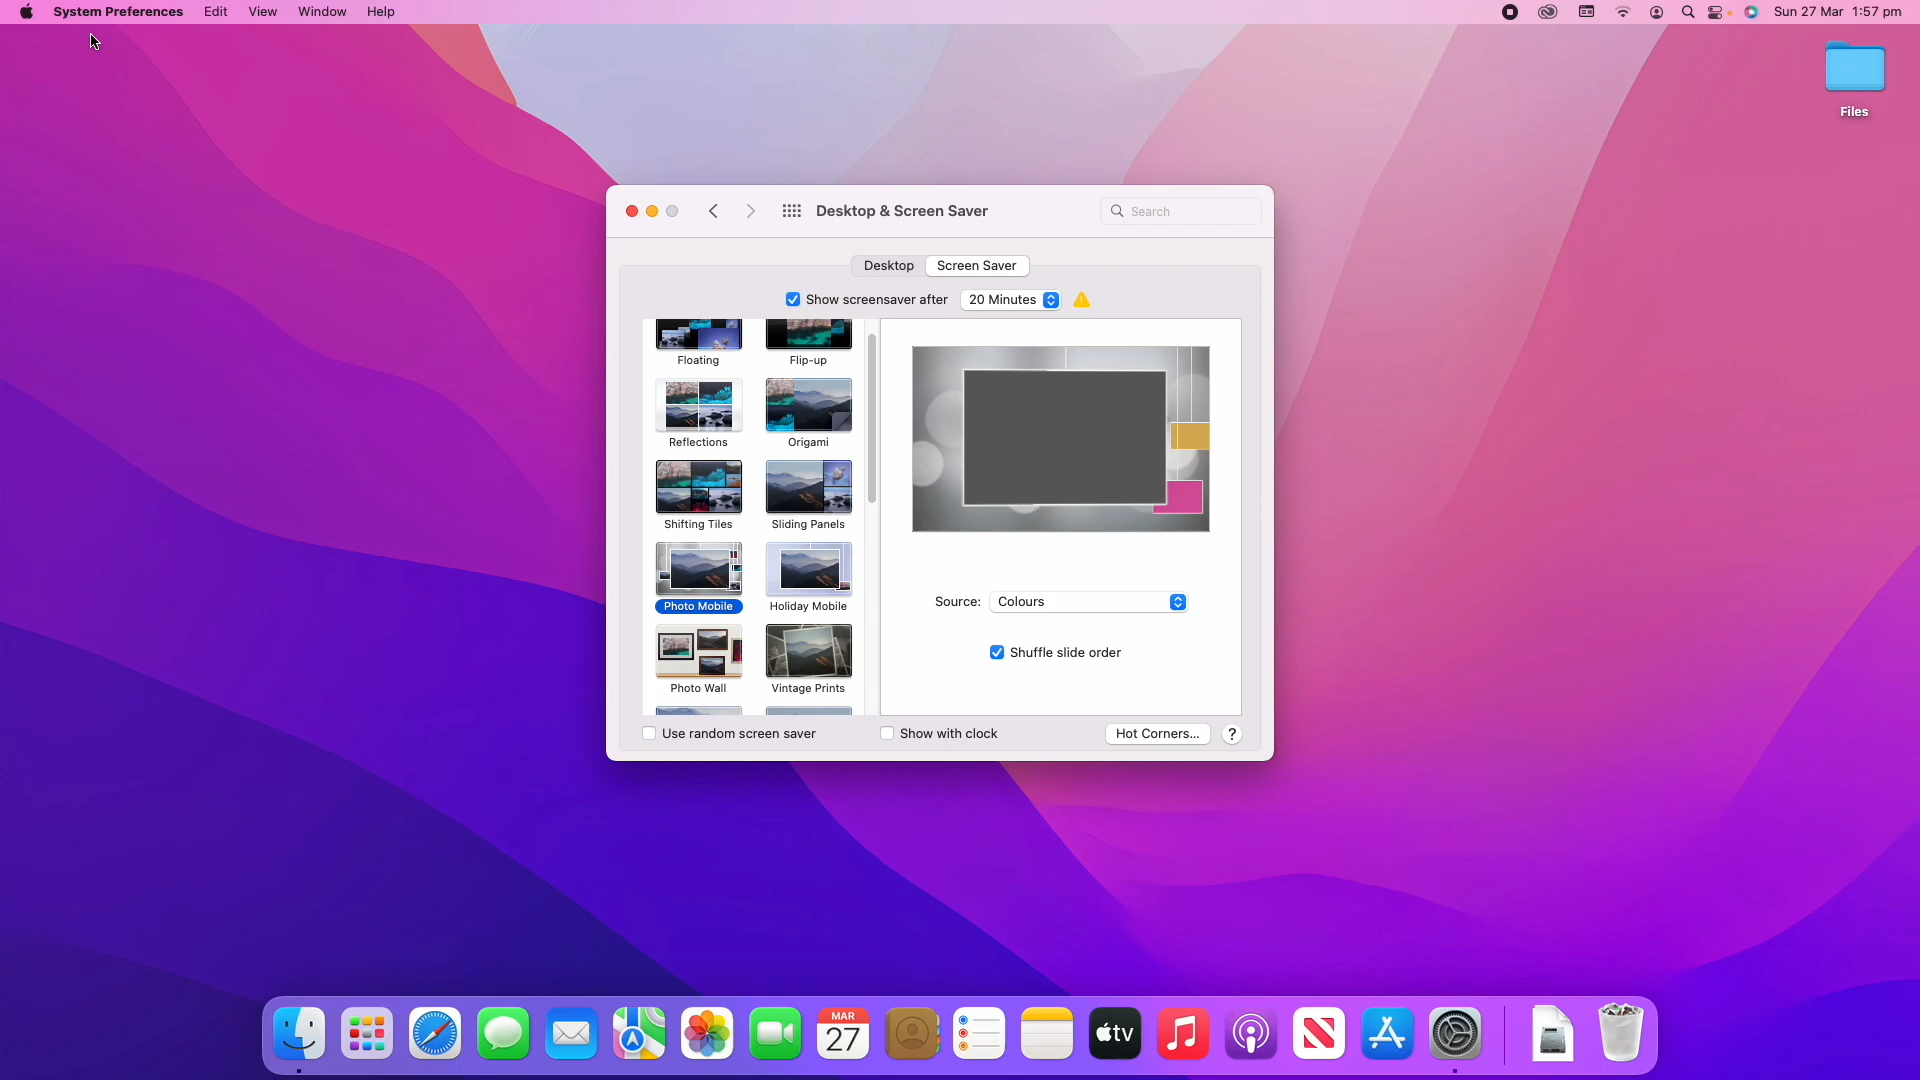 System Preferences Edit View Window Help
Sun 27 Mar 1:57 pm
Files
Desktop & Screen Saver
Search
Desktop Screen Saver
Show screensaver after 20 Minutes
Floating Flip-up
Reflections Origami
Shifting Tiles Sliding Panels
Photo Mobile Holiday Mobile
Photo Wall Vintage Prints
Source: Colours
Shuffle slide order
Use random screen saver
Show with clock
Hot Corners... ?
MAR
27
tv